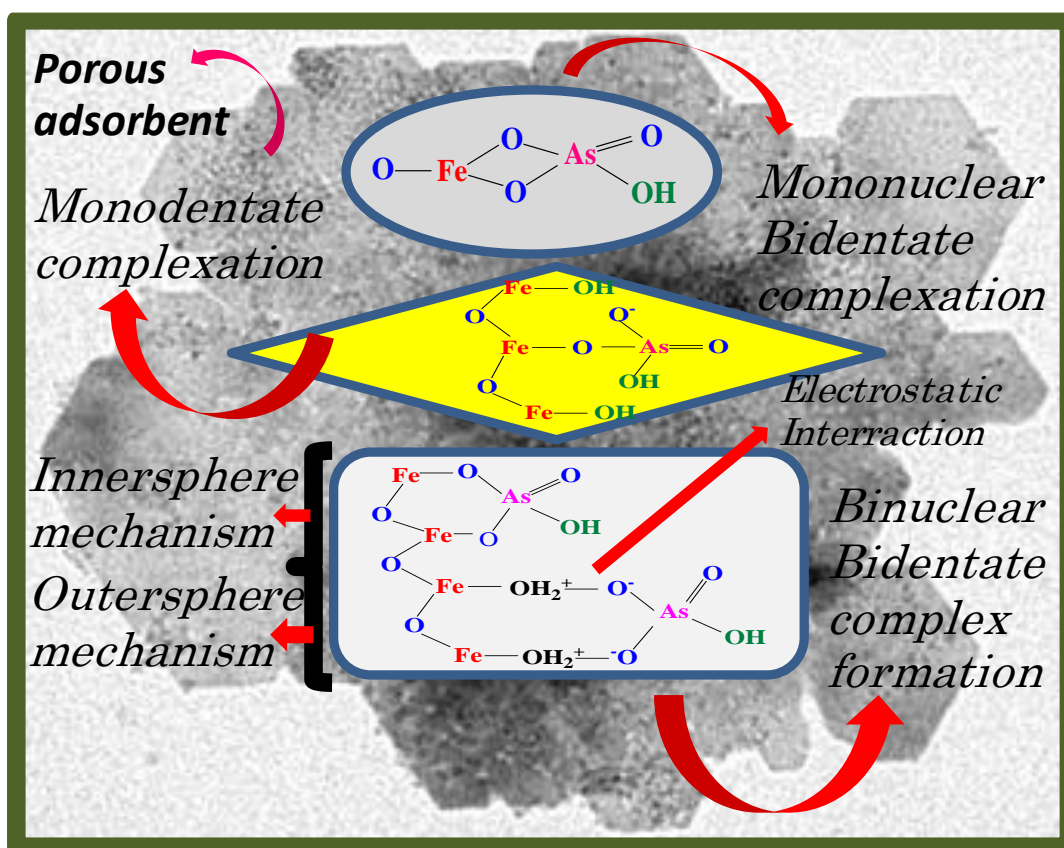 Porous
adsorbent
O Fe O O As O OH
Monodentate
complexation
Mononuclear
Bidentate
complexation
Fe OH
O O-
Fe O As O
O OH
Fe OH
Electrostatic
Interraction
Innersphere
mechanism
Outersphere
mechanism
Fe O O
As
O OH
Fe O
O
Fe OH2+ O- O
As
O OH
Fe OH2+ -O
Binuclear
Bidentate
complex
formation